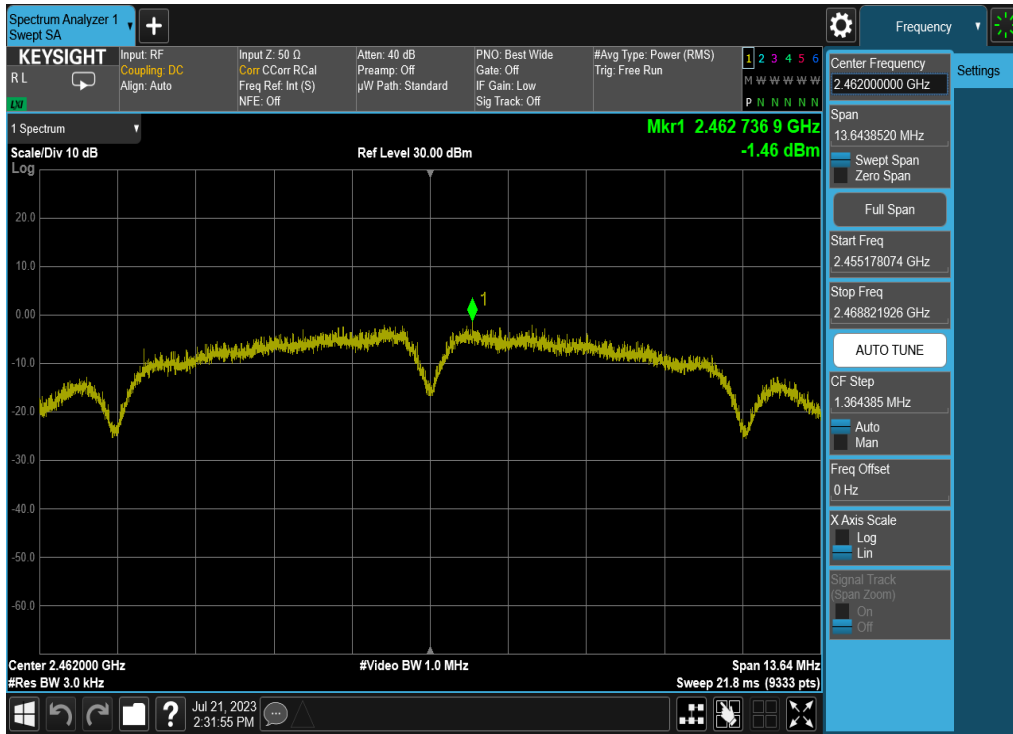 Spectrum Analyzer 1
Swept SA
+
Frequency
KEYSIGHT
R L
LXI
Input: RF
Coupling: DC
Align: Auto
Input Z: 50 Ω
Corr CCorr RCal
Freq Ref: Int (S)
NFE: Off
Atten: 40 dB
Preamp: Off
µW Path: Standard
PNO: Best Wide
Gate: Off
IF Gain: Low
Sig Track: Off
#Avg Type: Power (RMS)
Trig: Free Run
1 2 3 4 5 6
M W W W W W
P N N N N N
1 Spectrum
Scale/Div 10 dB
Log
Ref Level 30.00 dBm
Mkr1 2.462 736 9 GHz
-1.46 dBm
20.0
10.0
0.00
-10.0
-20.0
-30.0
-40.0
-50.0
-60.0
1
Center 2.462000 GHz
#Res BW 3.0 kHz
#Video BW 1.0 MHz
Span 13.64 MHz
Sweep 21.8 ms (9333 pts)
Center Frequency
2.462000000 GHz
Settings
Span
13.6438520 MHz
Swept Span
Zero Span
Full Span
Start Freq
2.455178074 GHz
Stop Freq
2.468821926 GHz
AUTO TUNE
CF Step
1.364385 MHz
Auto
Man
Freq Offset
0 Hz
X Axis Scale
Log
Lin
Signal Track
(Span Zoom)
On
Off
?
Jul 21, 2023
2:31:55 PM